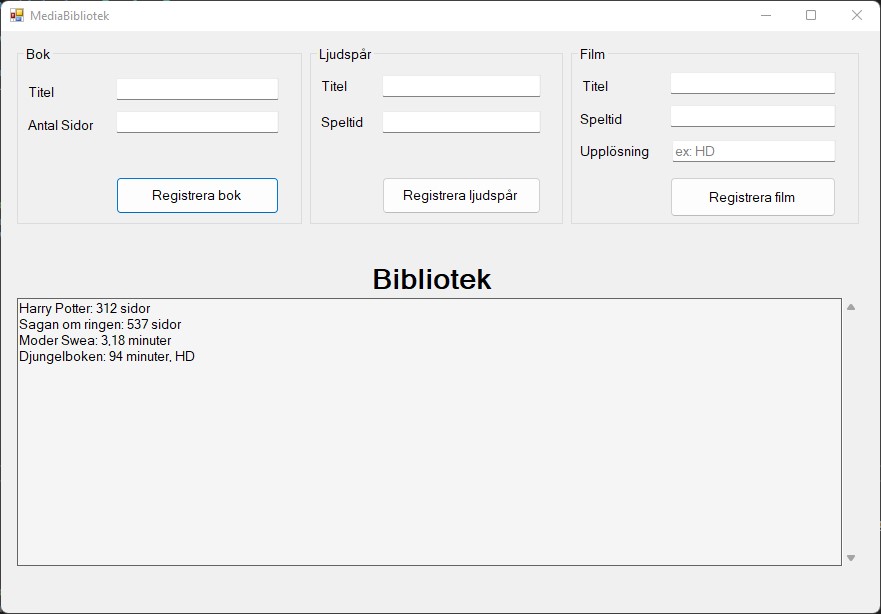 MediaBibliotek
Bok
Titel
Antal Sidor
Registrera bok
Ljudspår
Titel
Speltid
Registrera ljudspår
Film
Titel
Speltid
Upplösning
ex: HD
Registrera film
Bibliotek
Harry Potter: 312 sidor
Sagan om ringen: 537 sidor
Moder Swea: 3,18 minuter
Djungelboken: 94 minuter, HD